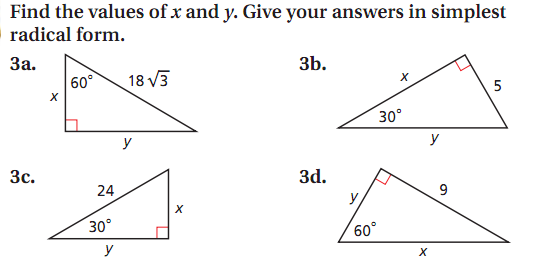 Find the values of x and y. Give your answers in simplest
radical form.
3a.
60°
18 √3
x
y
3b.
x
5
30°
y
3c.
24
x
30°
y
3d.
y
9
60°
x